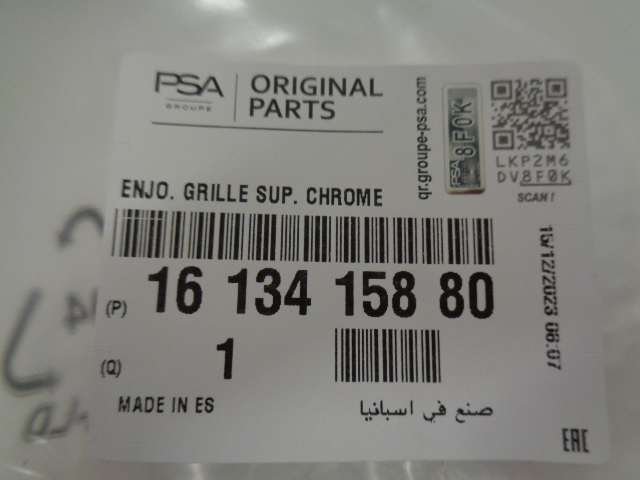 PSA
GROUPE
ORIGINAL
PARTS
qr.groupe-psa.com
PSA
8F0K
LKP2M6
DV8F0K
SCAN!
ENJO. GRILLE SUP. CHROME
15/12/2023 06:07
(P) 16 134 158 80
(Q) 1
MADE IN ES
صنع في اسبانيا
EAC